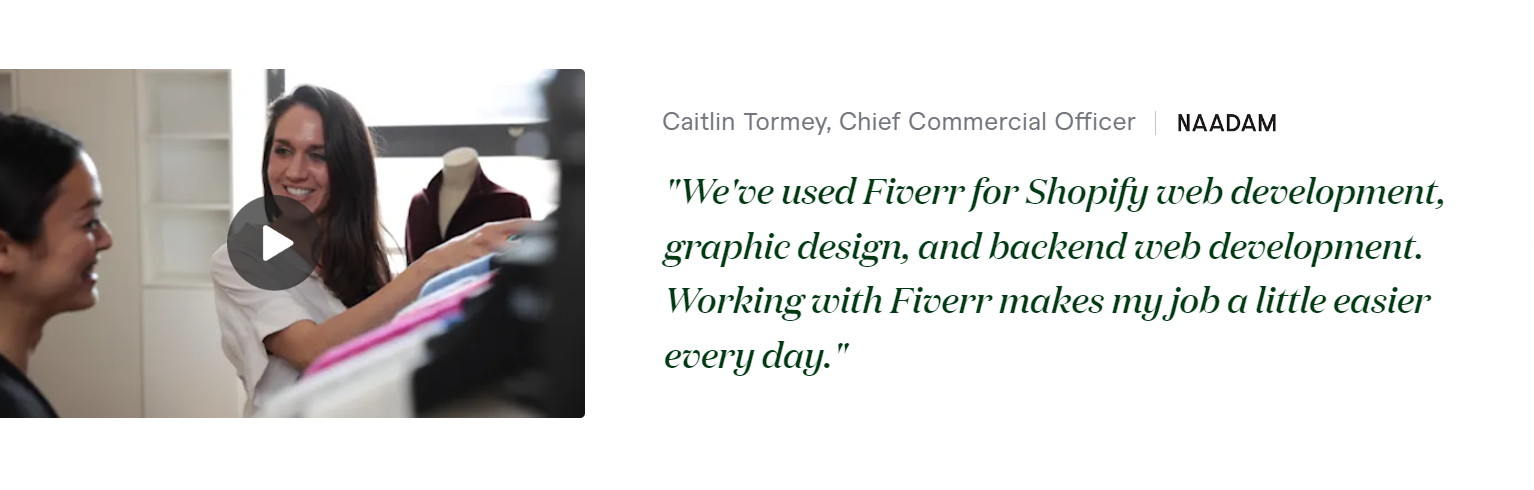 Caitlin Tormey, Chief Commercial Officer | NAADAM
"We've used Fiverr for Shopify web development,
graphic design, and backend web development.
Working with Fiverr makes my job a little easier
every day."